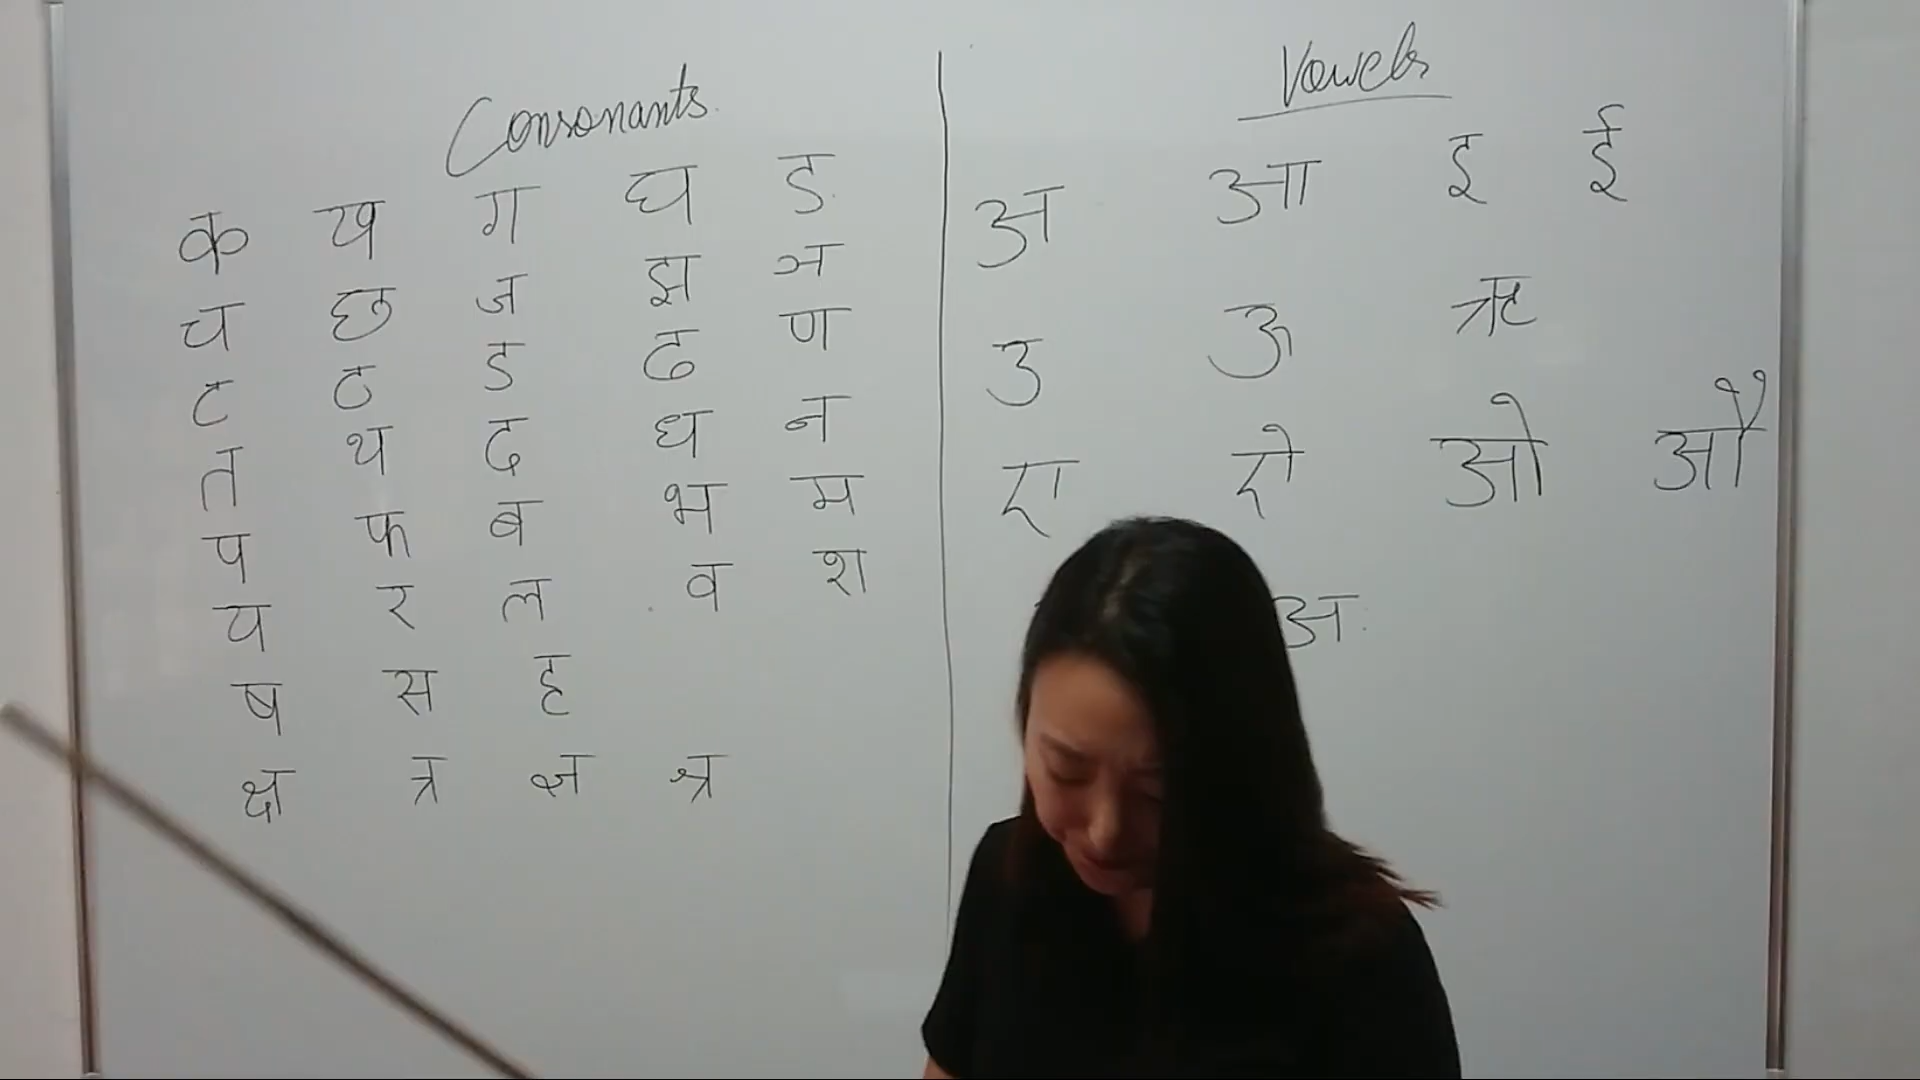 Consonants
क ख ग घ ङ
च छ ज झ ञ
ट ठ ड ढ ण
त थ द ध न
प फ ब भ म
य र ल व श
ष स ह
क्ष त्र ज्ञ श्र
Vowels
अ आ इ ई
उ ऊ ऋ
ए ऐ ओ औ
अः